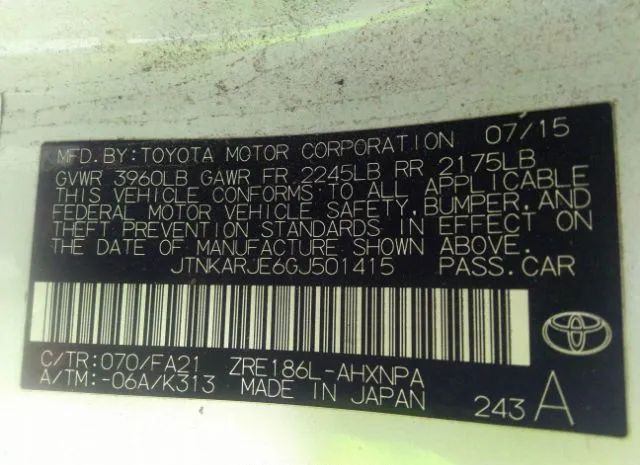 MFD.BY:TOYOTA MOTOR CORPORATION 07/15
GVWR 3960LB GAWR FR 2245LB RR 2175LB
THIS VEHICLE CONFORMS TO ALL APPLICABLE
FEDERAL MOTOR VEHICLE SAFETY,BUMPER,AND
THEFT PREVENTION STANDARDS IN EFFECT ON
THE DATE OF MANUFACTURE SHOWN ABOVE.
JTNKARJE6GJ501415 PASS.CAR
C/TR:070/FA21 ZRE186L-AHXNPA
A/TM:-06A/K313 MADE IN JAPAN 243 A